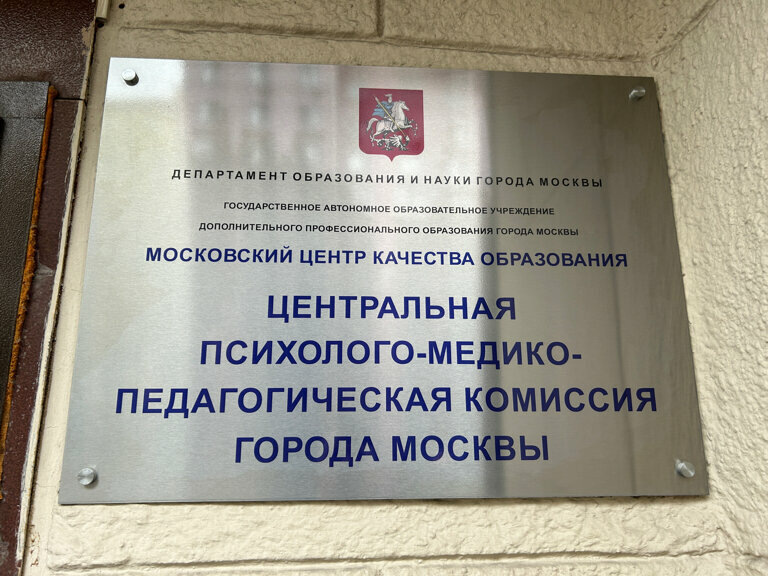 ДЕПАРТАМЕНТ ОБРАЗОВАНИЯ И НАУКИ ГОРОДА МОСКВЫ
ГОСУДАРСТВЕННОЕ АВТОНОМНОЕ ОБРАЗОВАТЕЛЬНОЕ УЧРЕЖДЕНИЕ
ДОПОЛНИТЕЛЬНОГО ПРОФЕССИОНАЛЬНОГО ОБРАЗОВАНИЯ ГОРОДА МОСКВЫ
МОСКОВСКИЙ ЦЕНТР КАЧЕСТВА ОБРАЗОВАНИЯ
ЦЕНТРАЛЬНАЯ
ПСИХОЛОГО-МЕДИКО-
ПЕДАГОГИЧЕСКАЯ КОМИССИЯ
ГОРОДА МОСКВЫ